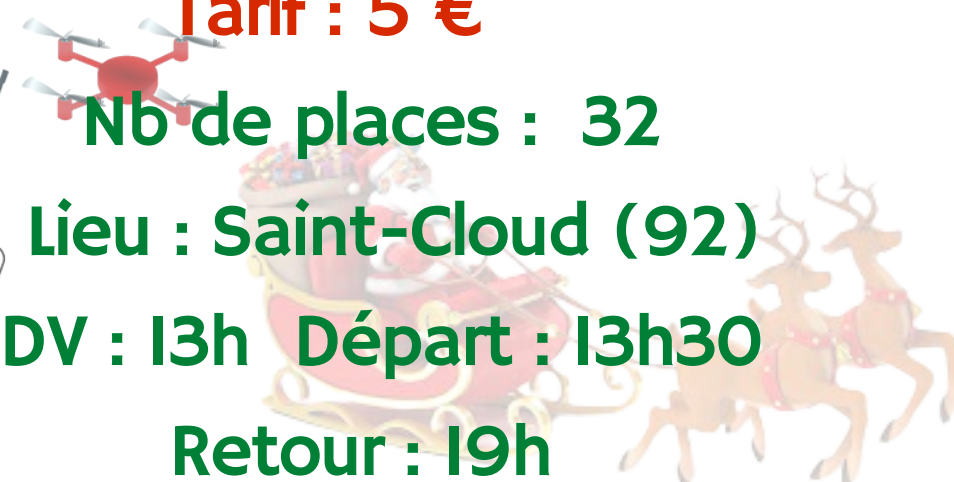 Tarif : 5 €
Nb de places : 32
Lieu : Saint-Cloud (92)
DV : 13h Départ : 13h30
Retour : 19h